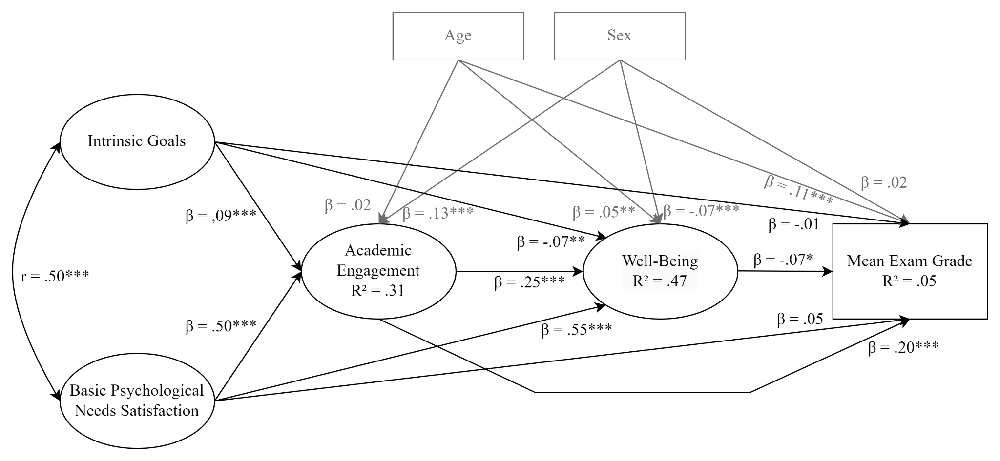 Age
Sex
Intrinsic Goals
β = .02
β = .11***
β = .02
β = .13***
β = .05**
β = -.07***
β = ,09***
β = -.01
β = -.07**
Academic
Engagement
R² = .31
Well-Being
R² = .47
β = -.07*
Mean Exam Grade
R² = .05
r = .50***
β = .25***
β = .50***
β = .55***
β = .05
β = .20***
Basic Psychological
Needs Satisfaction